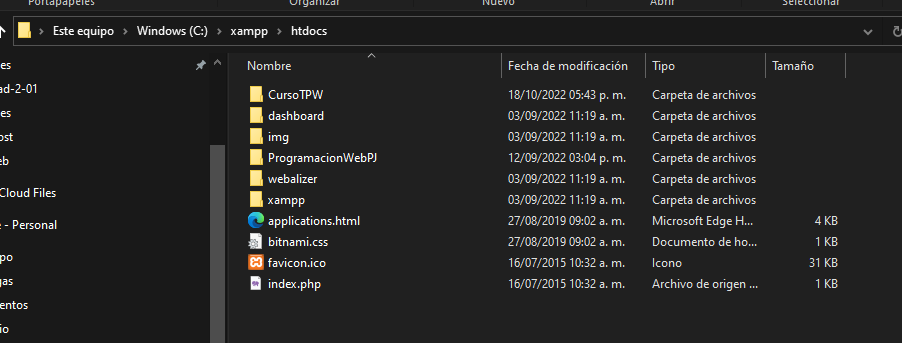 Portapapeles Organizar Nuevo Abrir Seleccionar
Este equipo > Windows (C:) > xampp > htdocs
Nombre Fecha de modificación Tipo Tamaño
es
ad-2-01
es
ost
eb
Cloud Files
e - Personal
po
gas
entos
io
CursoTPW 18/10/2022 05:43 p. m. Carpeta de archivos
dashboard 03/09/2022 11:19 a. m. Carpeta de archivos
img 03/09/2022 11:19 a. m. Carpeta de archivos
ProgramacionWebPJ 12/09/2022 03:04 p. m. Carpeta de archivos
webalizer 03/09/2022 11:19 a. m. Carpeta de archivos
xampp 03/09/2022 11:19 a. m. Carpeta de archivos
applications.html 27/08/2019 09:02 a. m. Microsoft Edge H... 4 KB
bitnami.css 27/08/2019 09:02 a. m. Documento de ho... 1 KB
favicon.ico 16/07/2015 10:32 a. m. Icono 31 KB
index.php 16/07/2015 10:32 a. m. Archivo de origen ... 1 KB